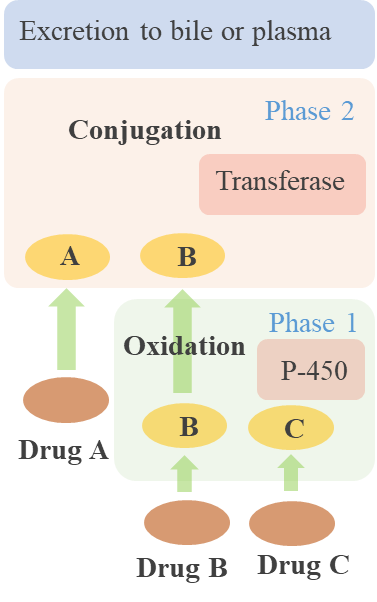 Excretion to bile or plasma
Phase 2
Conjugation
Transferase
A
B
Phase 1
Oxidation
P-450
B
C
Drug A
Drug B
Drug C